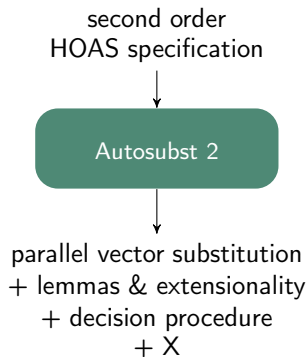 second order
HOAS specification
Autosubst 2
parallel vector substitution
+ lemmas & extensionality
+ decision procedure
+ X